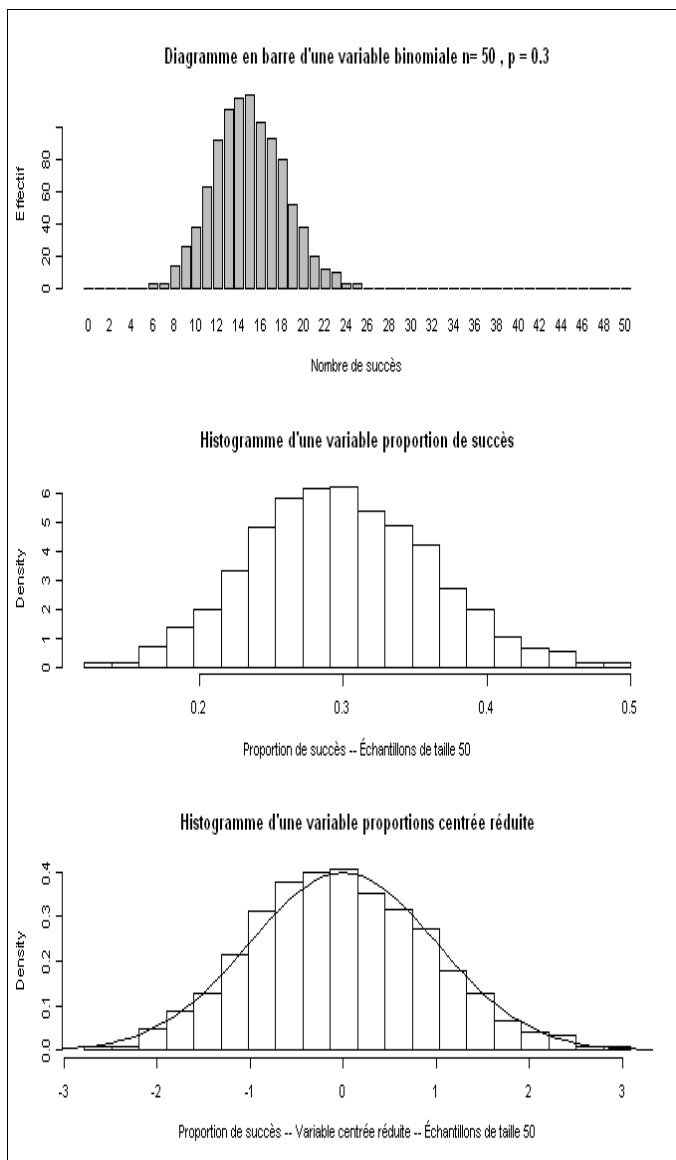 Diagramme en barre d'une variable binomiale n= 50 , p = 0.3
Effectif
80
60
40
20
0
0 2 4 6 8 10 12 14 16 18 20 22 24 26 28 30 32 34 36 38 40 42 44 46 48 50
Nombre de succès
Histogramme d'une variable proportion de succès
Density
6
5
4
3
2
1
0
0.2 0.3 0.4 0.5
Proportion de succès -- Échantillons de taille 50
Histogramme d'une variable proportions centrée réduite
Density
0.4
0.3
0.2
0.1
0.0
-3 -2 -1 0 1 2 3
Proportion de succès -- Variable centrée réduite -- Échantillons de taille 50